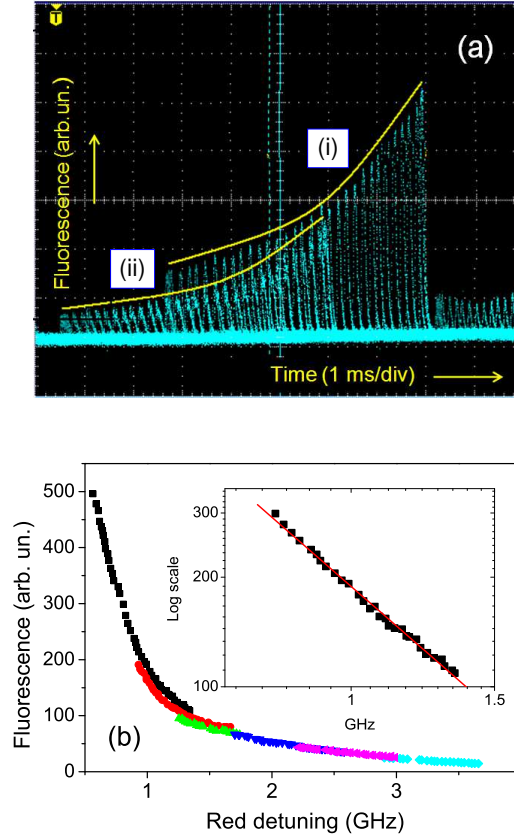 T
(a)
Fluorescence (arb.un.)
(i)
(ii)
Time (1 ms/div)
Fluorescence (arb. un.)
500
400
300
200
100
0
1
2
3
Red detuning (GHz)
(b)
Log scale
300
200
100
1
1.5
GHz